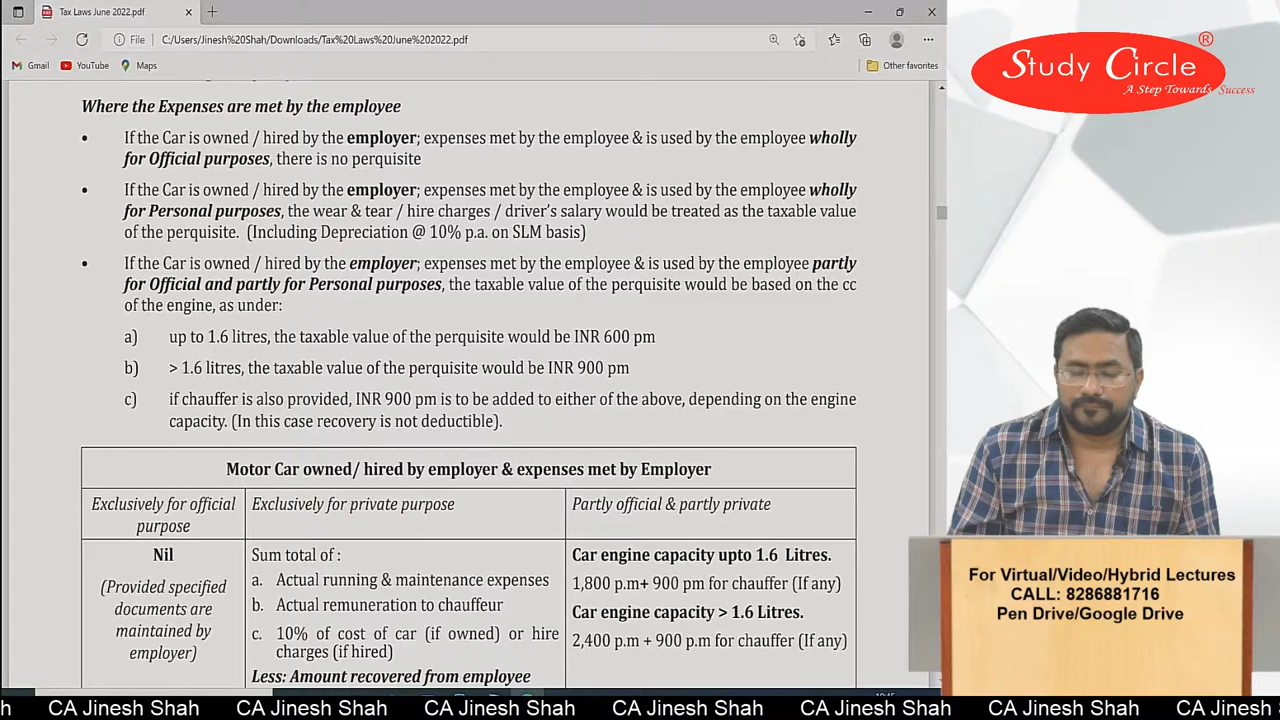 Tax Laws June 2022.pdf
File
C:/Users/Jinesh%20Shah/Downloads/Tax%20Laws%20June%202022.pdf
Gmail
YouTube
Maps
Other favorites
Where the Expenses are met by the employee
• If the Car is owned / hired by the employer; expenses met by the employee & is used by the employee wholly
for Official purposes, there is no perquisite
• If the Car is owned / hired by the employer; expenses met by the employee & is used by the employee wholly
for Personal purposes, the wear & tear / hire charges / driver's salary would be treated as the taxable value
of the perquisite. (Including Depreciation @ 10% p.a. on SLM basis)
• If the Car is owned / hired by the employer; expenses met by the employee & is used by the employee partly
for Official and partly for Personal purposes, the taxable value of the perquisite would be based on the cc
of the engine, as under:
a) up to 1.6 litres, the taxable value of the perquisite would be INR 600 pm
b) > 1.6 litres, the taxable value of the perquisite would be INR 900 pm
c) if chauffer is also provided, INR 900 pm is to be added to either of the above, depending on the engine
capacity. (In this case recovery is not deductible).
Motor Car owned/ hired by employer & expenses met by Employer
Exclusively for official
purpose
Exclusively for private purpose
Partly official & partly private
Nil
(Provided specified
documents are
maintained by
employer)
Sum total of :
a. Actual running & maintenance expenses
b. Actual remuneration to chauffeur
c. 10% of cost of car (if owned) or hire
charges (if hired)
Less: Amount recovered from employee
Car engine capacity upto 1.6 Litres.
1,800 p.m+ 900 pm for chauffer (If any)
Car engine capacity > 1.6 Litres.
2,400 p.m + 900 p.m for chauffer (If any)
Study Circle ®
A Step Towards Success
For Virtual/Video/Hybrid Lectures
CALL: 8286881716
Pen Drive/Google Drive
h CA Jinesh Shah CA Jinesh Shah CA Jinesh Shah CA Jinesh Shah CA Jinesh Shah CA Jinesh Shah CA Jinesh S